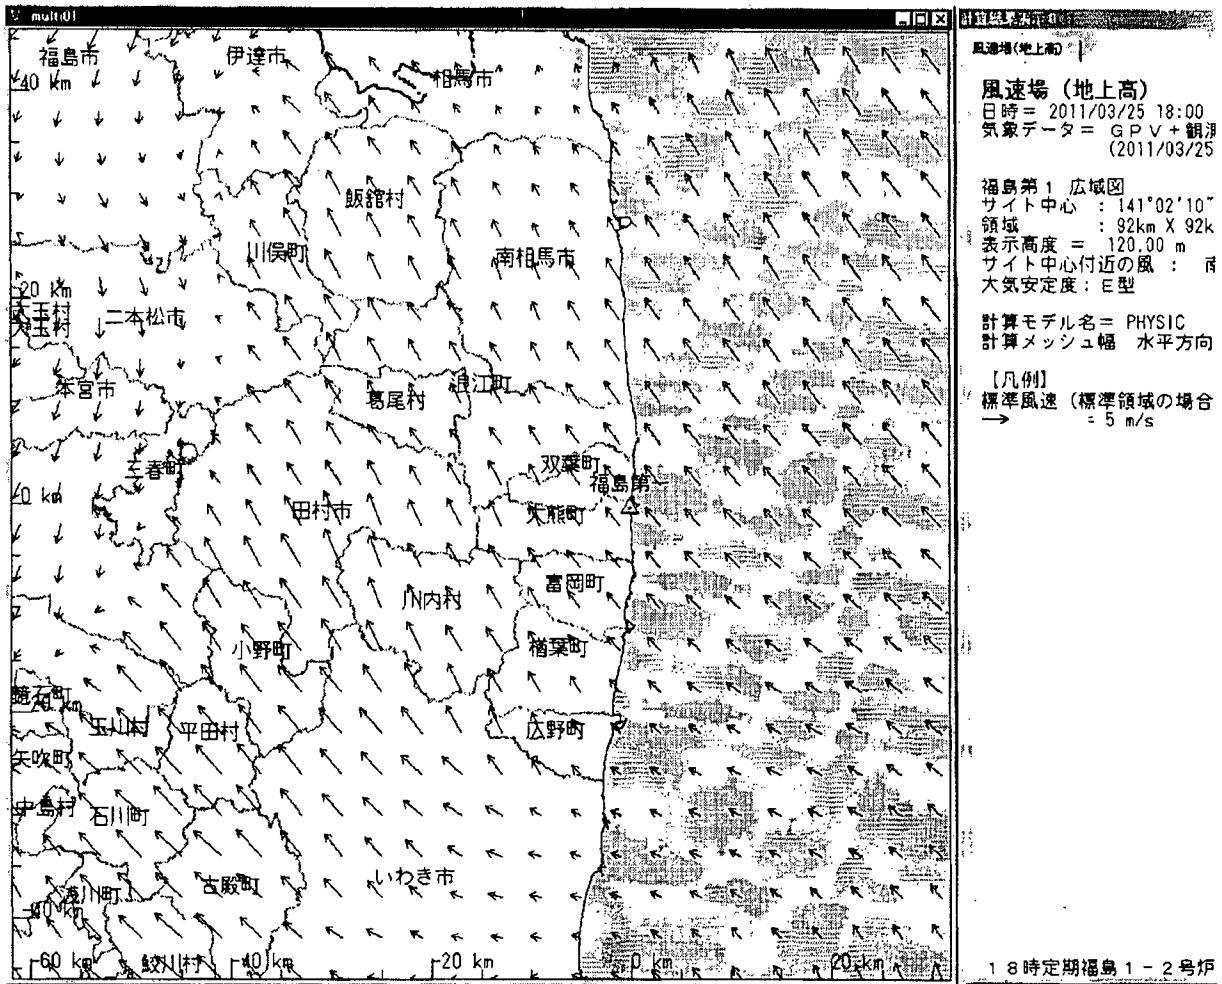 multi01
福島市
伊達市
相馬市
40 km
飯舘村
川俣町
南相馬市
20 km
大玉村
二本松市
本宮市
浪江町
葛尾村
三春町
双葉町
福島第一
0 km
田村市
大熊町
富岡町
川内村
小野町
楢葉町
鏡石町
玉川村
平田村
広野町
矢吹町
中島村
石川町
いわき市
浅川町
古殿町
鮫川村
-60 km
-40 km
-20 km
0 km
20 km
風速場(地上高)
風速場 (地上高)
日時= 2011/03/25 18:00
気象データ= GPV+観測
(2011/03/25
福島第1 広域図
サイト中心 : 141°02'10"
領域 : 92km X 92k
表示高度 = 120.00 m
サイト中心付近の風 : 南
大気安定度:E型
計算モデル名= PHYSIC
計算メッシュ幅 水平方向
【凡例】
標準風速 (標準領域の場合
→ = 5 m/s
18時定期福島1-2号炉